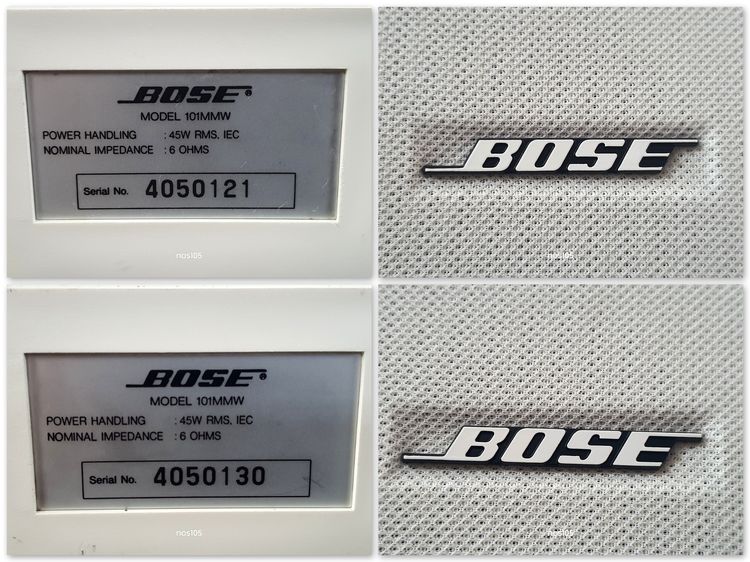 BOSE®
MODEL 101MMW
POWER HANDLING : 45W RMS, IEC
NOMINAL IMPEDANCE : 6 OHMS
Serial No. 4050121
nos105
BOSE
nos105
BOSE®
MODEL 101MMW
POWER HANDLING : 45W RMS, IEC
NOMINAL IMPEDANCE : 6 OHMS
Serial No. 4050130
nos105
BOSE
nos105